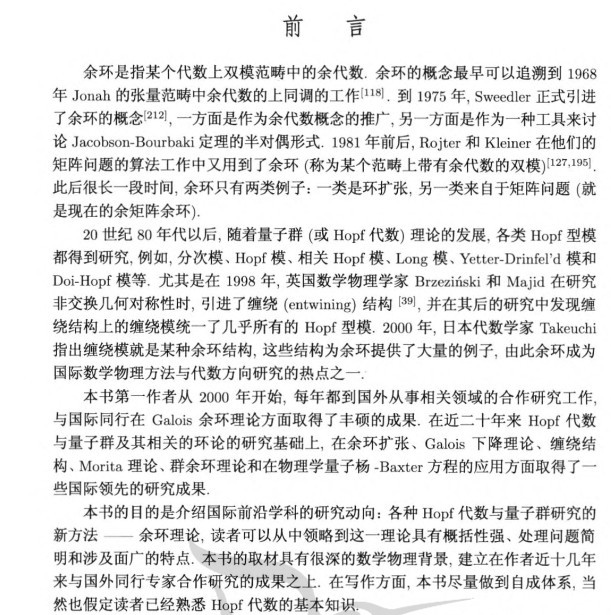 前 言
余环是指某个代数上双模范畴中的余代数. 余环的概念最早可以追溯到 1968
年 Jonah 的张量范畴中余代数的上同调的工作[118]. 到 1975 年, Sweedler 正式引进
了余环的概念[212], 一方面是作为余代数概念的推广, 另一方面是作为一种工具来讨
论 Jacobson-Bourbaki 定理的半对偶形式. 1981 年前后, Rojter 和 Kleiner 在他们的
矩阵问题的算法工作中又用到了余环 (称为某个范畴上带有余代数的双模)[127,195].
此后很长一段时间, 余环只有两类例子: 一类是环扩张, 另一类来自于矩阵问题 (就
是现在的余矩阵余环).
20 世纪 80 年代以后, 随着量子群 (或 Hopf 代数) 理论的发展, 各类 Hopf 型模
都得到研究, 例如, 分次模、Hopf 模、相关 Hopf 模、Long 模、Yetter-Drinfel'd 模和
Doi-Hopf 模等. 尤其是在 1998 年, 英国数学物理学家 Brzeziński 和 Majid 在研究
非交换几何对称性时, 引进了缠绕 (entwining) 结构 [39], 并在其后的研究中发现缠
绕结构上的缠绕模统一了几乎所有的 Hopf 型模. 2000 年, 日本代数学家 Takeuchi
指出缠绕模就是某种余环结构, 这些结构为余环提供了大量的例子, 由此余环成为
国际数学物理方法与代数方向研究的热点之一.
本书第一作者从 2000 年开始, 每年都到国外从事相关领域的合作研究工作,
与国际同行在 Galois 余环理论方面取得了丰硕的成果. 在近二十年来 Hopf 代数
与量子群及其相关的环论的研究基础上, 在余环扩张、Galois 下降理论、缠绕结
构、Morita 理论、群余环理论和在物理学量子杨 -Baxter 方程的应用方面取得了一
些国际领先的研究成果.
本书的目的是介绍国际前沿学科的研究动向: 各种 Hopf 代数与量子群研究的
新方法 —— 余环理论, 读者可以从中领略到这一理论具有概括性强、处理问题简
明和涉及面广的特点. 本书的取材具有很深的数学物理背景, 建立在作者近十几年
来与国外同行专家合作研究的成果之上. 在写作方面, 本书尽量做到自成体系, 当
然也假定读者已经熟悉 Hopf 代数的基本知识.